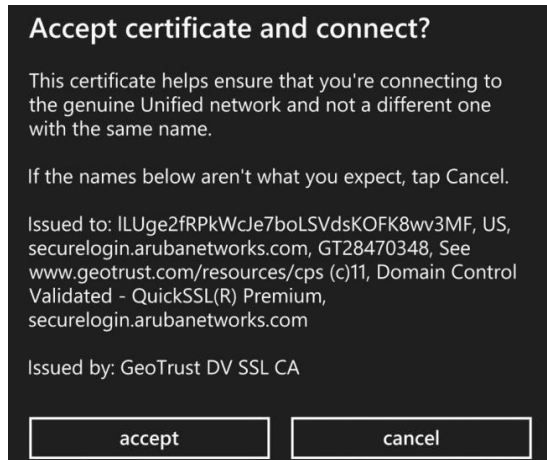 Accept certificate and connect?
This certificate helps ensure that you're connecting to
the genuine Unified network and not a different one
with the same name.
If the names below aren't what you expect, tap Cancel.
Issued to: lLUge2fRPkWcJe7boLSVdsKOFK8wv3MF, US,
securelogin.arubanetworks.com, GT28470348, See
www.geotrust.com/resources/cps (c)11, Domain Control
Validated - QuickSSL(R) Premium,
securelogin.arubanetworks.com
Issued by: GeoTrust DV SSL CA
accept
cancel